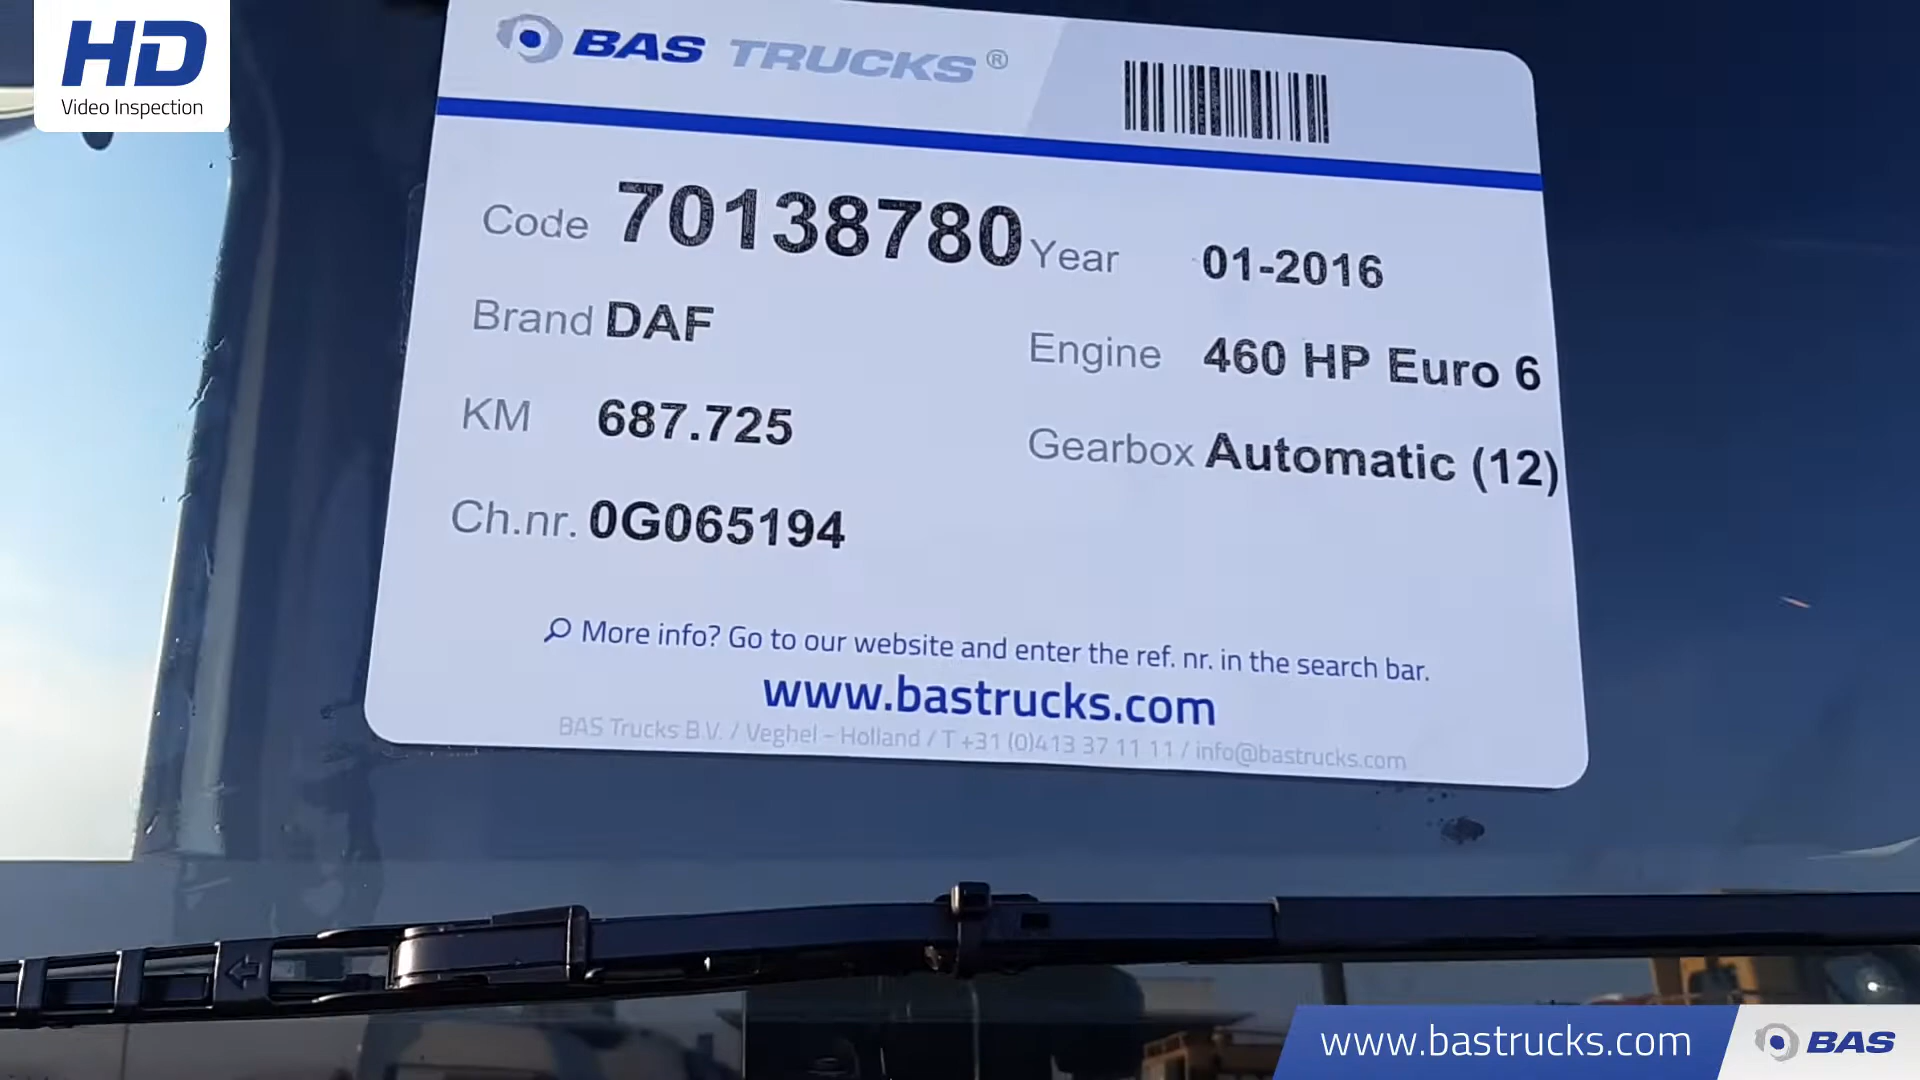 HD
Video Inspection
BAS TRUCKS®
Code 70138780 Year 01-2016
Brand DAF Engine 460 HP Euro 6
KM 687.725 Gearbox Automatic (12)
Ch.nr. 0G065194
More info? Go to our website and enter the ref. nr. in the search bar.
www.bastrucks.com
BAS Trucks B.V. / Veghel - Holland / T +31 (0)413 37 11 11 / info@bastrucks.com
www.bastrucks.com BAS